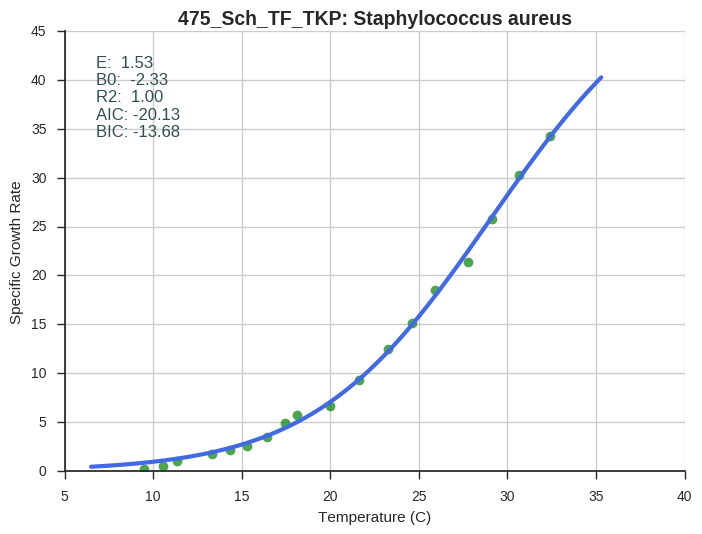 475_Sch_TF_TKP: Staphylococcus aureus
45
40
35
30
25
20
15
10
5
0
E: 1.53
B0: -2.33
R2: 1.00
AIC: -20.13
BIC: -13.68
Specific Growth Rate
5 10 15 20 25 30 35 40
Temperature (C)